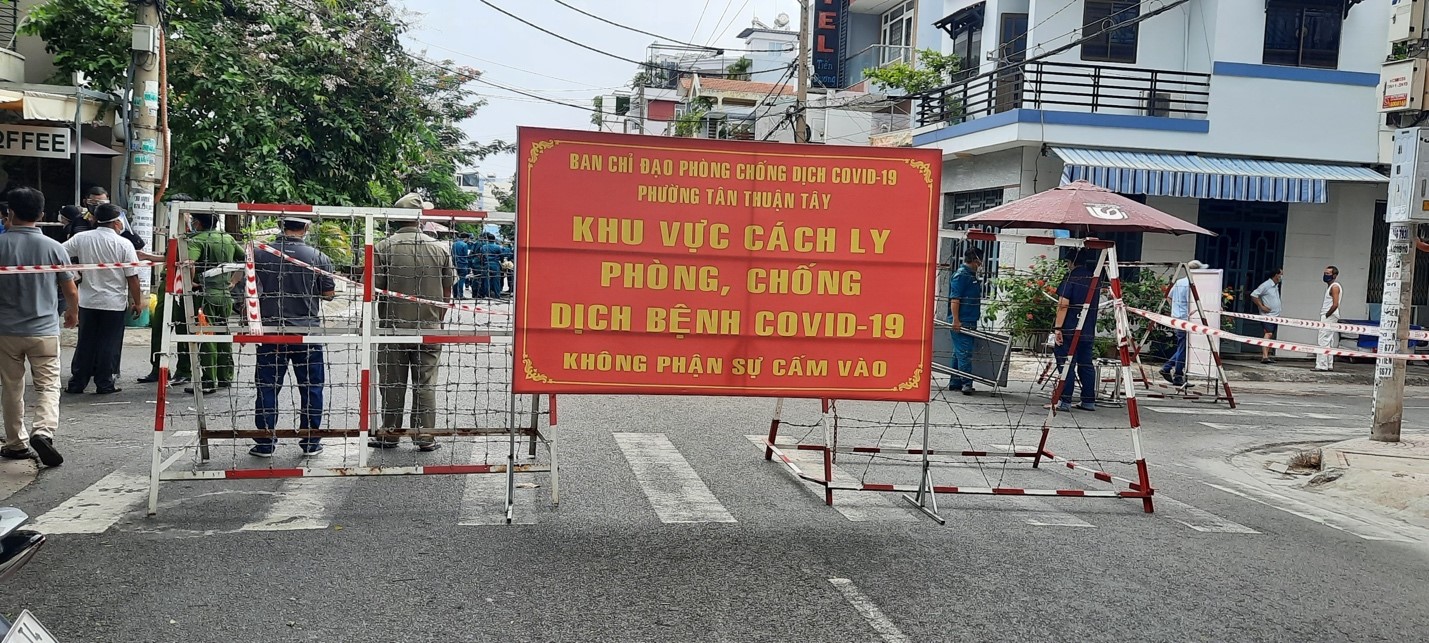 BAN CHỈ ĐẠO PHÒNG CHỐNG DỊCH COVID-19
PHƯỜNG TÂN THUẬN TÂY
KHU VỰC CÁCH LY
PHÒNG, CHỐNG
DỊCH BỆNH COVID-19
KHÔNG PHẬN SỰ CẤM VÀO
OFFEE
TEL